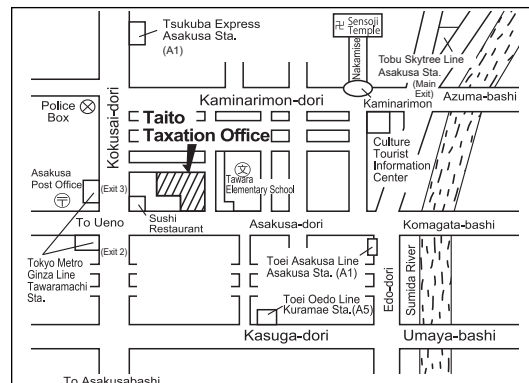 Tsukuba Express
Asakusa Sta.
(A1)
卍
Sensoji
Temple
Nakamise
Tobu Skytree Line
Asakusa Sta.
(Main
Exit)
Kaminarimon-dori
Kaminarimon
Azuma-bashi
Police
Box
Kokusai-dori
Taito
Taxation Office
Culture
Tourist
Information
Center
Asakusa
Post Office
〒
(Exit 3)
文
Tawara
Elementary School
To Ueno
Sushi
Restaurant
Asakusa-dori
Komagata-bashi
(Exit 2)
Tokyo Metro
Ginza Line
Tawaramachi
Sta.
Toei Asakusa Line
Asakusa Sta. (A1)
Edo-dori
Sumida River
Toei Oedo Line
Kuramae Sta. (A5)
Kasuga-dori
Umaya-bashi
To Asakusabashi